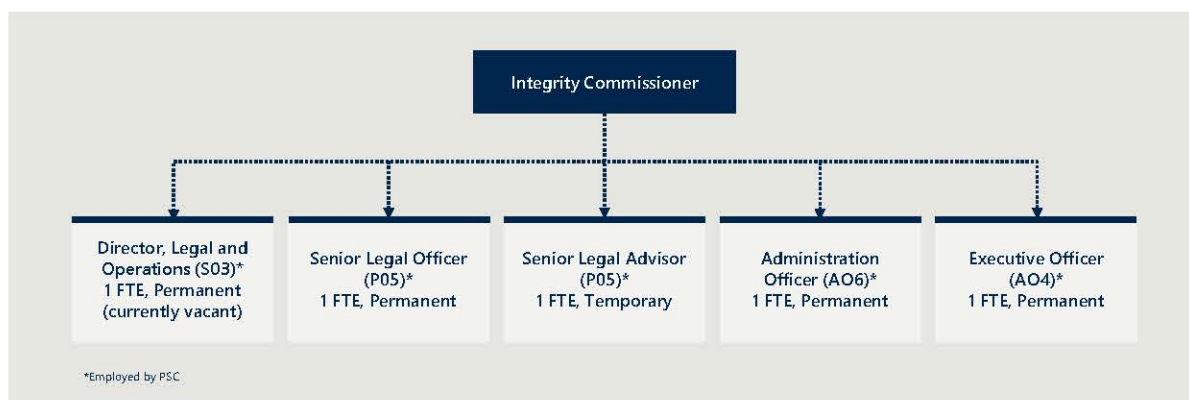 Integrity Commissioner
Director, Legal and
Operations (S03)*
1 FTE, Permanent
(currently vacant)
Senior Legal Officer
(P05)*
1 FTE, Permanent
Senior Legal Advisor
(P05)*
1 FTE, Temporary
Administration
Officer (AO6)*
1 FTE, Permanent
Executive Officer
(AO4)*
1 FTE, Permanent
*Employed by PSC